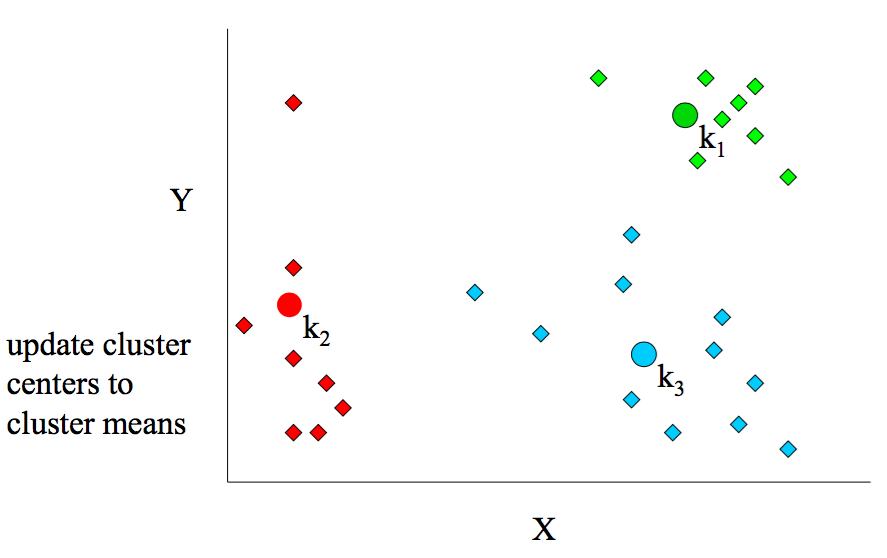 k₁
Y
k₂
update cluster
centers to
cluster means
k₃
X